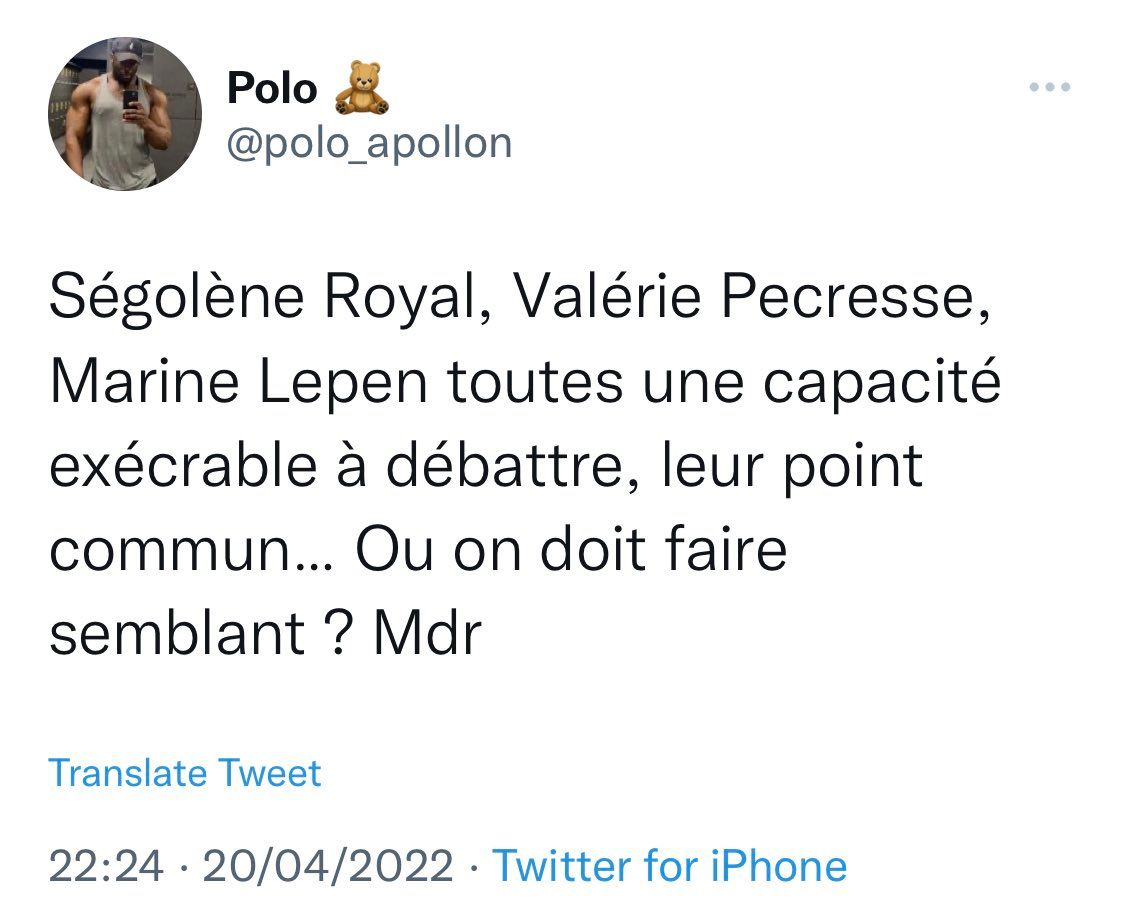 Polo 🧸
@polo_apollon
Ségolène Royal, Valérie Pecresse,
Marine Lepen toutes une capacité
exécrable à débattre, leur point
commun... Ou on doit faire
semblant ? Mdr
Translate Tweet
22:24 · 20/04/2022 · Twitter for iPhone